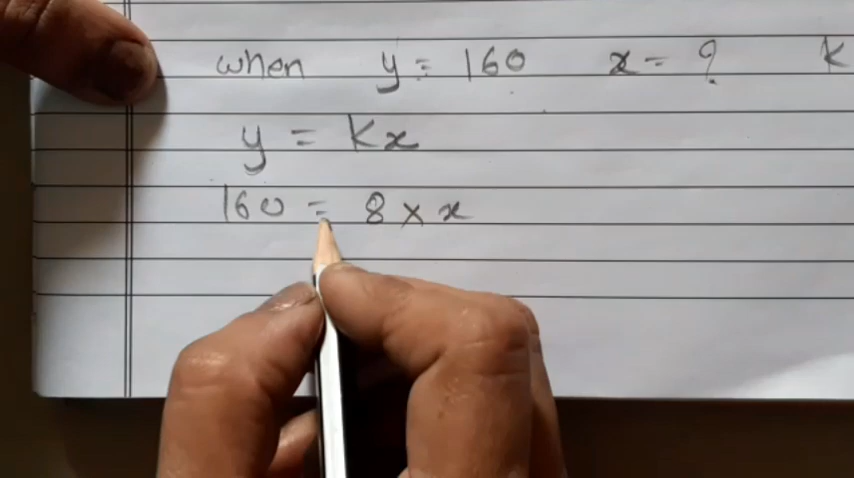 when y = 160 x = ? k
y = kx
160 = 8 × x